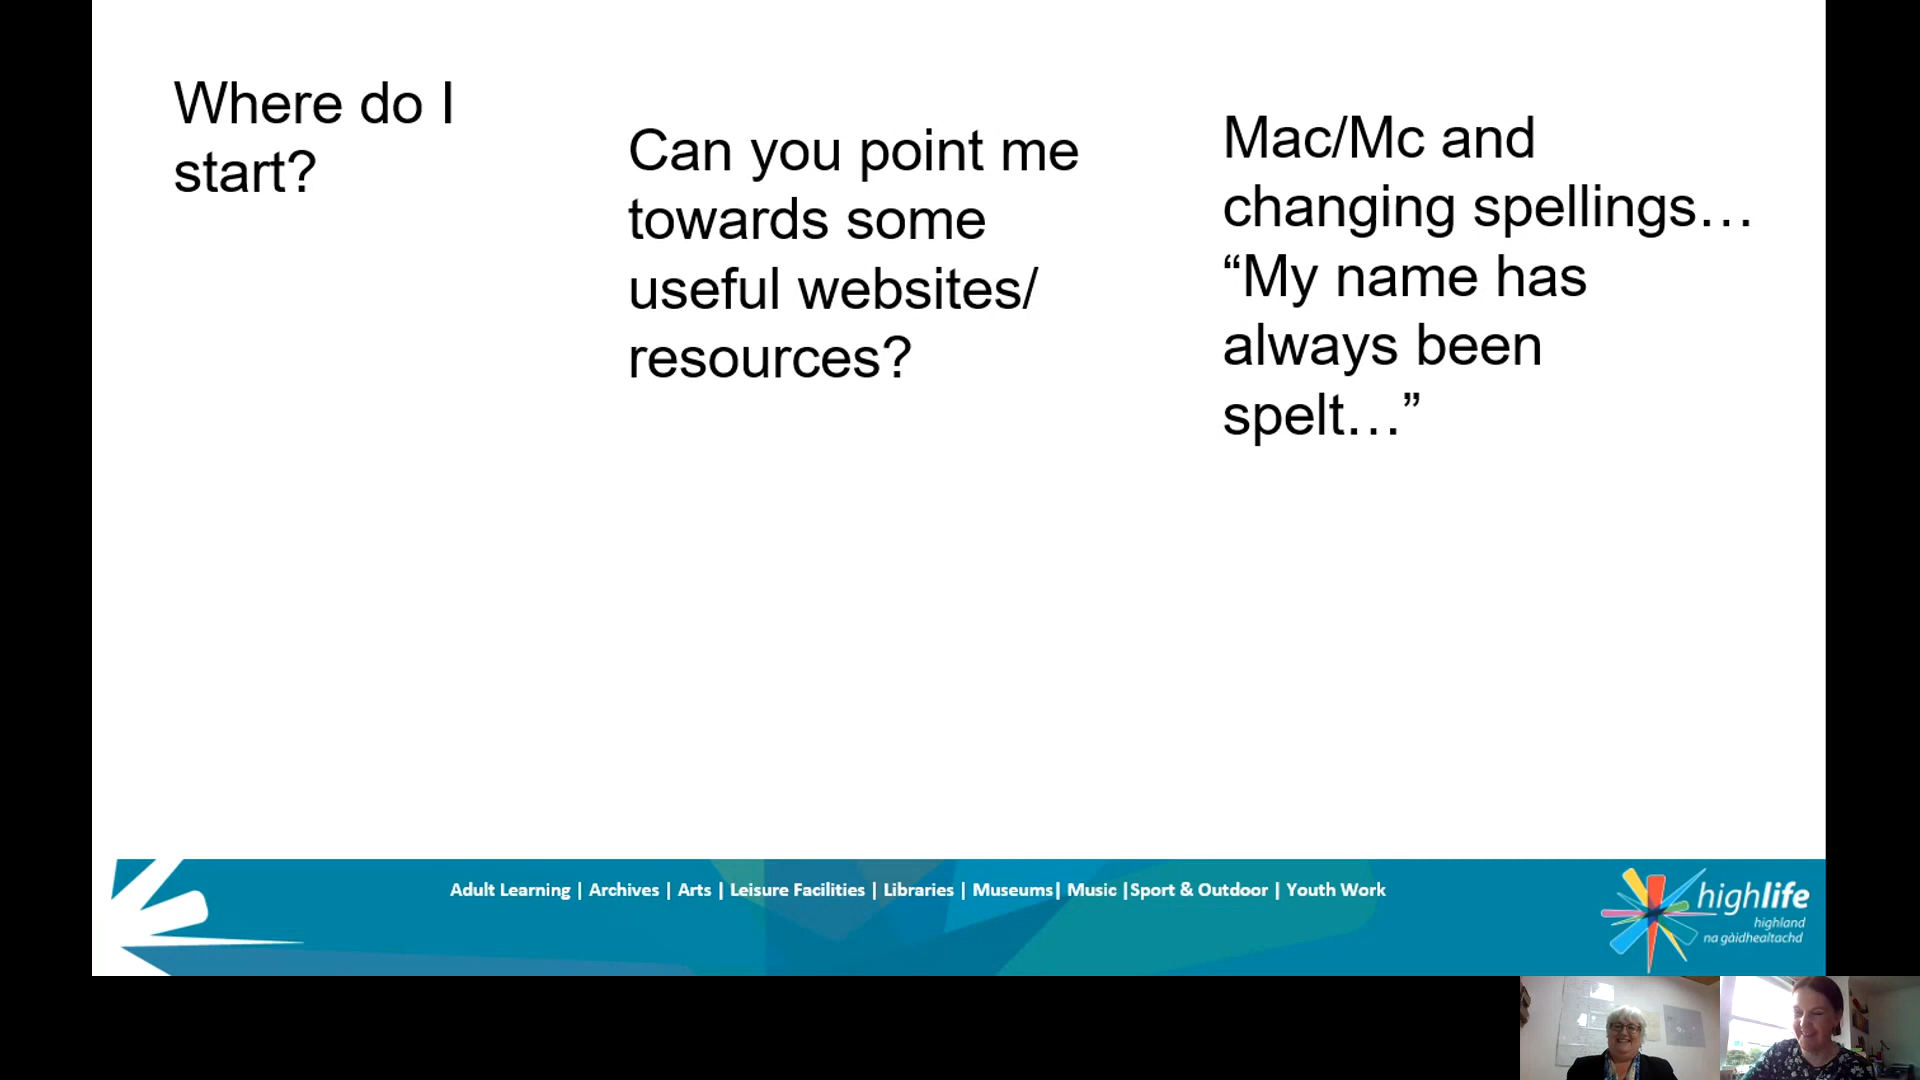 Where do I
start?
Can you point me
towards some
useful websites/
resources?
Mac/Mc and
changing spellings…
“My name has
always been
spelt…”
Adult Learning | Archives | Arts | Leisure Facilities | Libraries | Museums| Music |Sport & Outdoor | Youth Work
highlife
highland
na gàidhealtachd